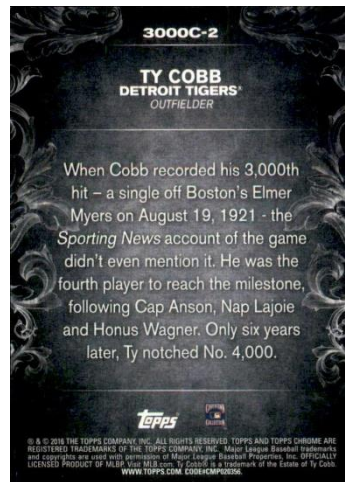 3000C-2
TY COBB
DETROIT TIGERS®
OUTFIELDER
When Cobb recorded his 3,000th
hit – a single off Boston's Elmer
Myers on August 19, 1921 - the
Sporting News account of the game
didn't even mention it. He was the
fourth player to reach the milestone,
following Cap Anson, Nap Lajoie
and Honus Wagner. Only six years
later, Ty notched No. 4,000.
Topps
® & © 2016 THE TOPPS COMPANY, INC. ALL RIGHTS RESERVED. TOPPS AND TOPPS CHROME ARE
REGISTERED TRADEMARKS OF THE TOPPS COMPANY, INC. Major League Baseball trademarks
and copyrights are used with permission of Major League Baseball Properties, Inc. OFFICIALLY
LICENSED PRODUCT OF MLBP. Visit MLB.com. Ty Cobb® is a trademark of the Estate of Ty Cobb.
WWW.TOPPS.COM. CODE#CMP020356.